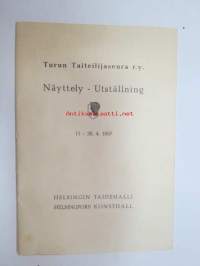 Turun Taiteilijaseura r.y.
Näyttely - Utställning
HELSINGIN TAIDEHALLI
HELSINGFORS KONSTHALL